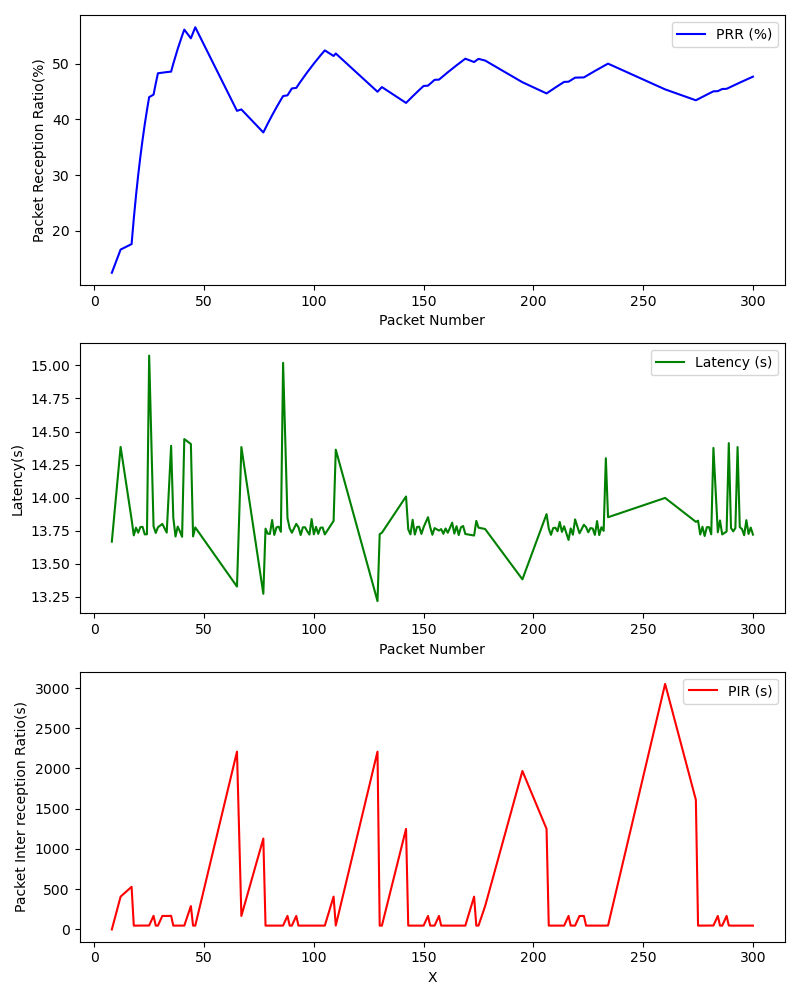 PRR (%)
Packet Reception Ratio(%)
50
40
30
20
0 50 100 150 200 250 300
Packet Number
Latency (s)
Latency(s)
15.00
14.75
14.50
14.25
14.00
13.75
13.50
13.25
0 50 100 150 200 250 300
Packet Number
PIR (s)
Packet Inter reception Ratio(s)
3000
2500
2000
1500
1000
500
0
0 50 100 150 200 250 300
X